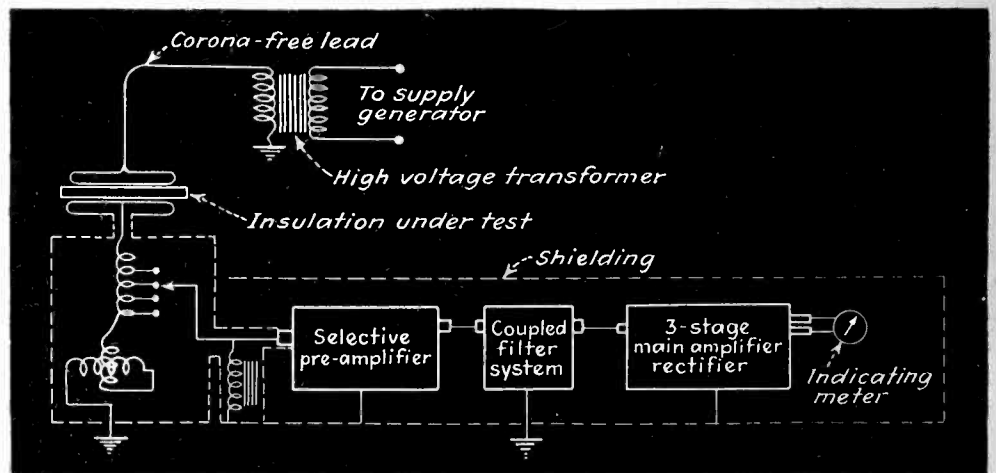 Corona-free lead
To supply
generator
High voltage transformer
Insulation under test
Shielding
Selective
pre-amplifier
Coupled
filter
system
3-stage
main amplifier
rectifier
Indicating
meter